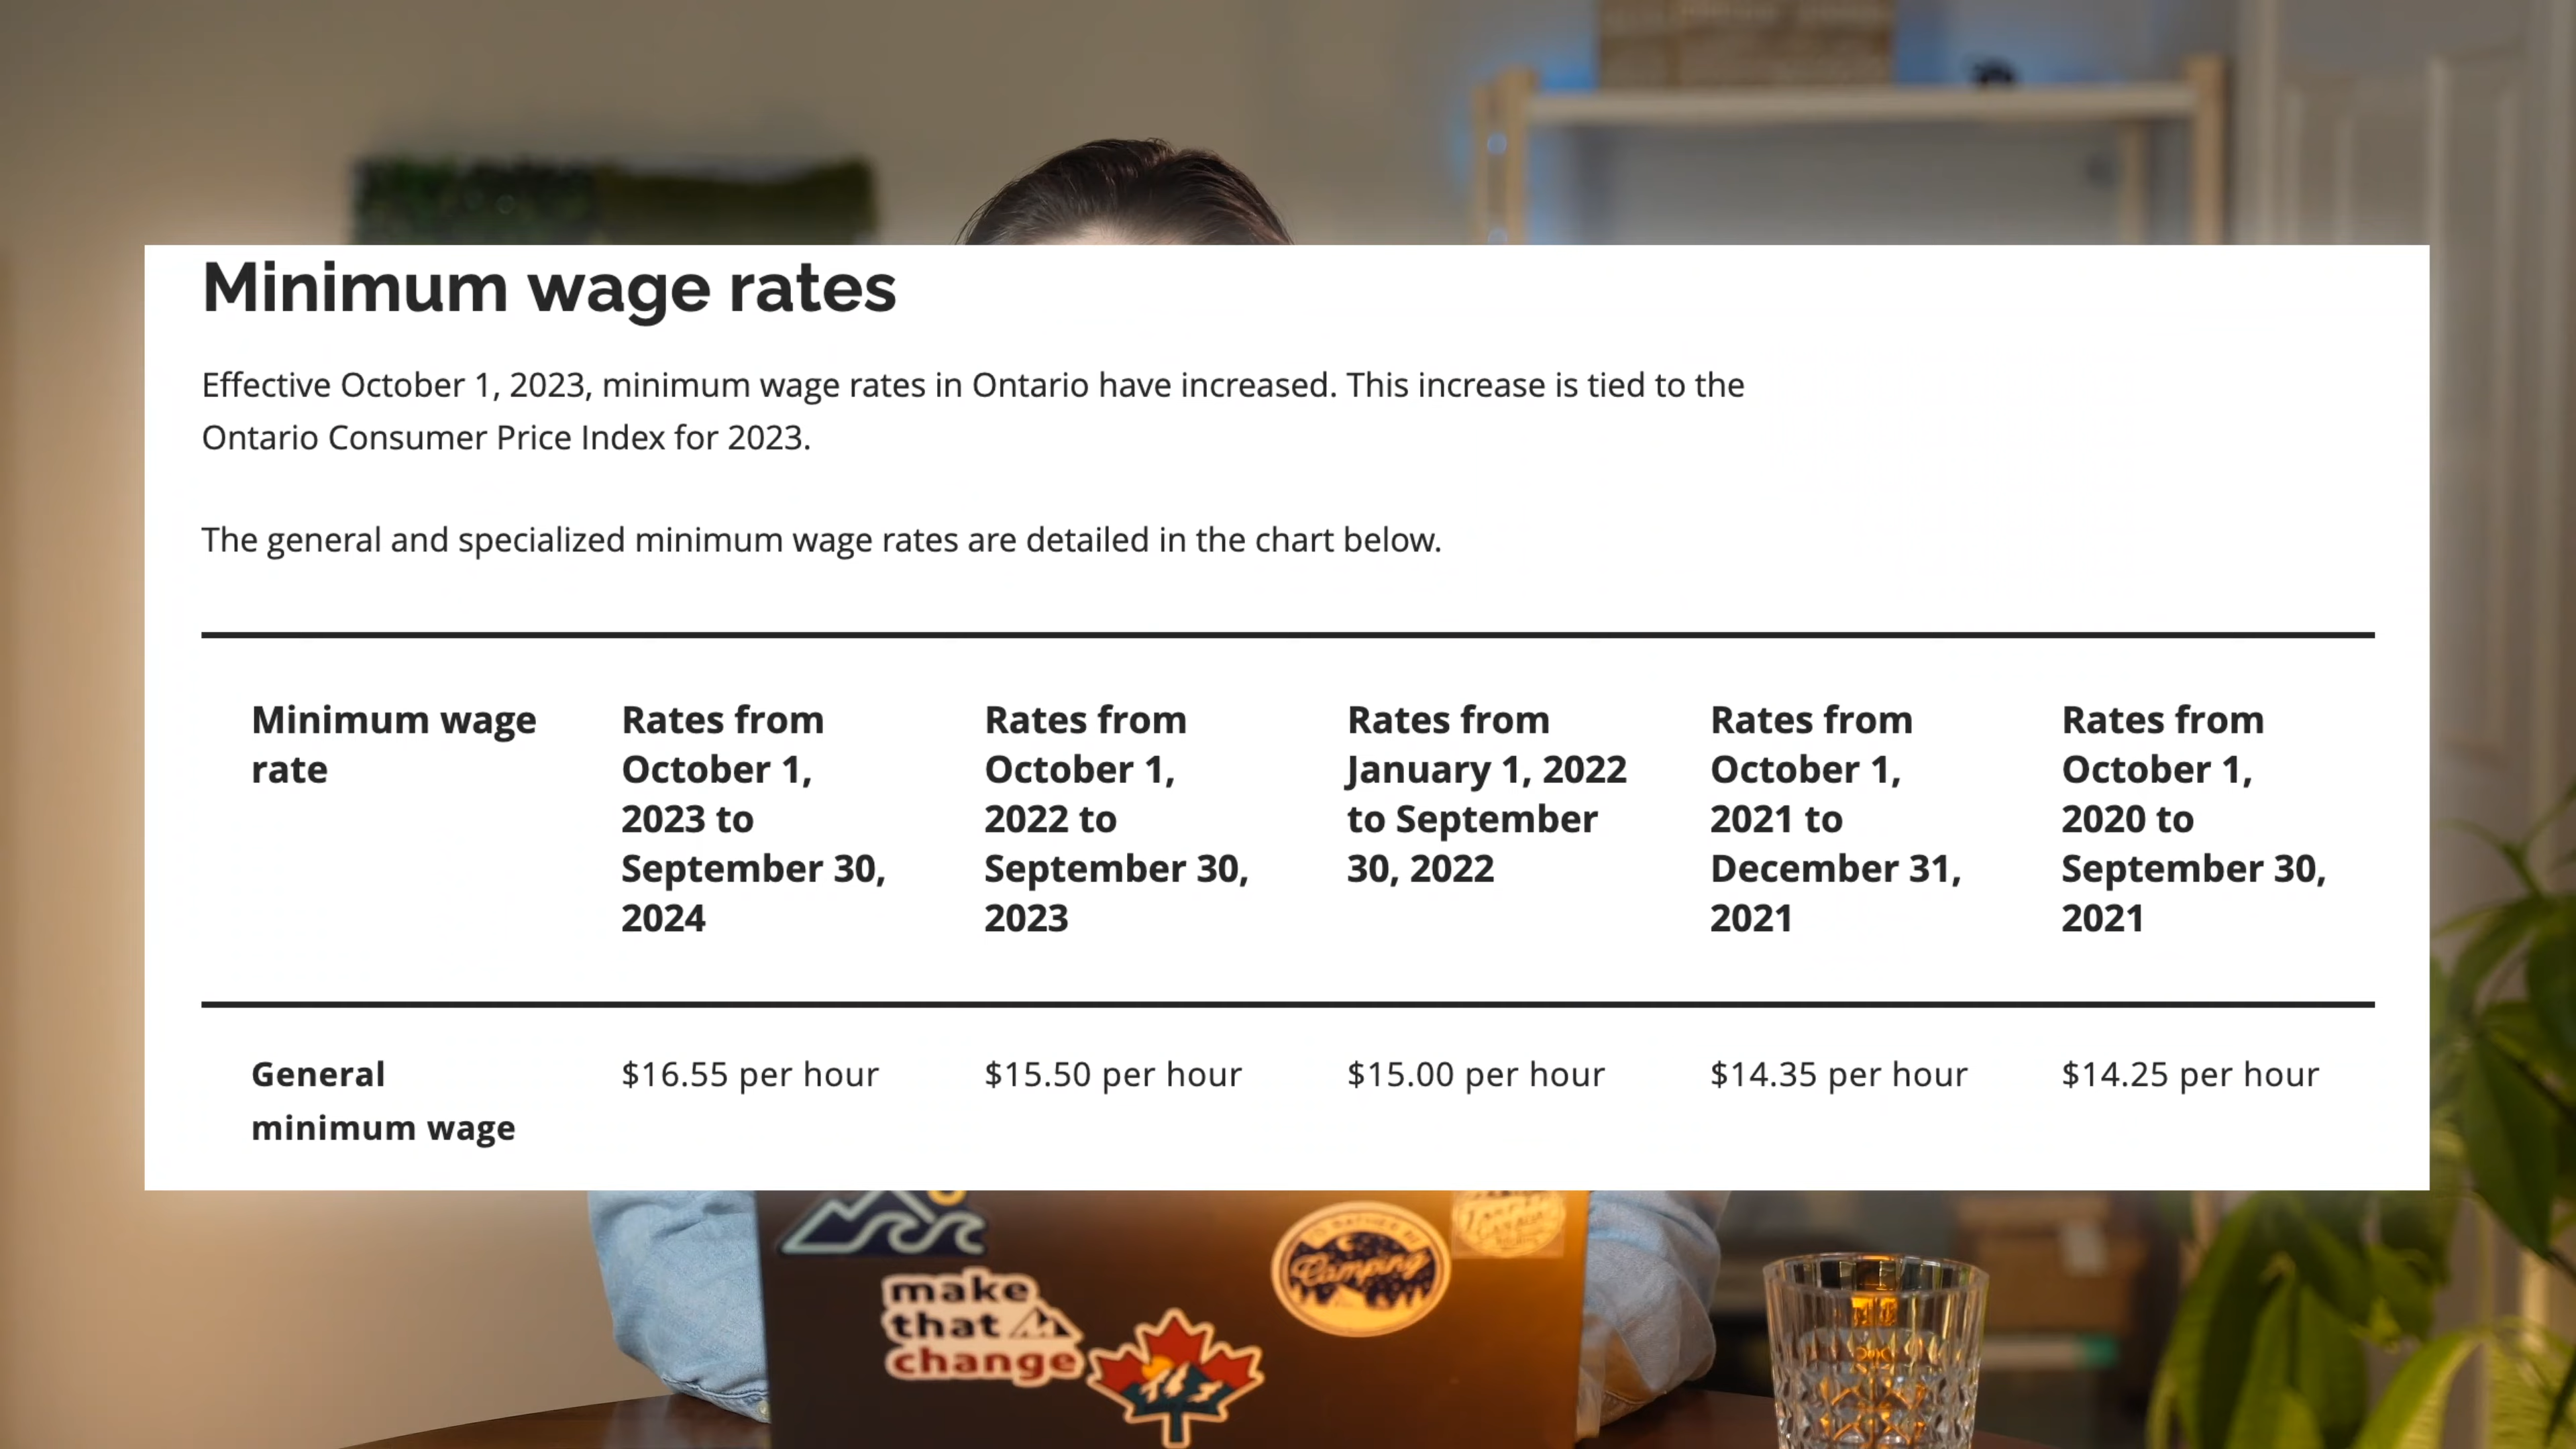 Minimum wage rates
Effective October 1, 2023, minimum wage rates in Ontario have increased. This increase is tied to the
Ontario Consumer Price Index for 2023.
The general and specialized minimum wage rates are detailed in the chart below.
Minimum wage
rate
Rates from
October 1,
2023 to
September 30,
2024
Rates from
October 1,
2022 to
September 30,
2023
Rates from
January 1, 2022
to September
30, 2022
Rates from
October 1,
2021 to
December 31,
2021
Rates from
October 1,
2020 to
September 30,
2021
General
minimum wage
$16.55 per hour
$15.50 per hour
$15.00 per hour
$14.35 per hour
$14.25 per hour
make
that
change
Camping